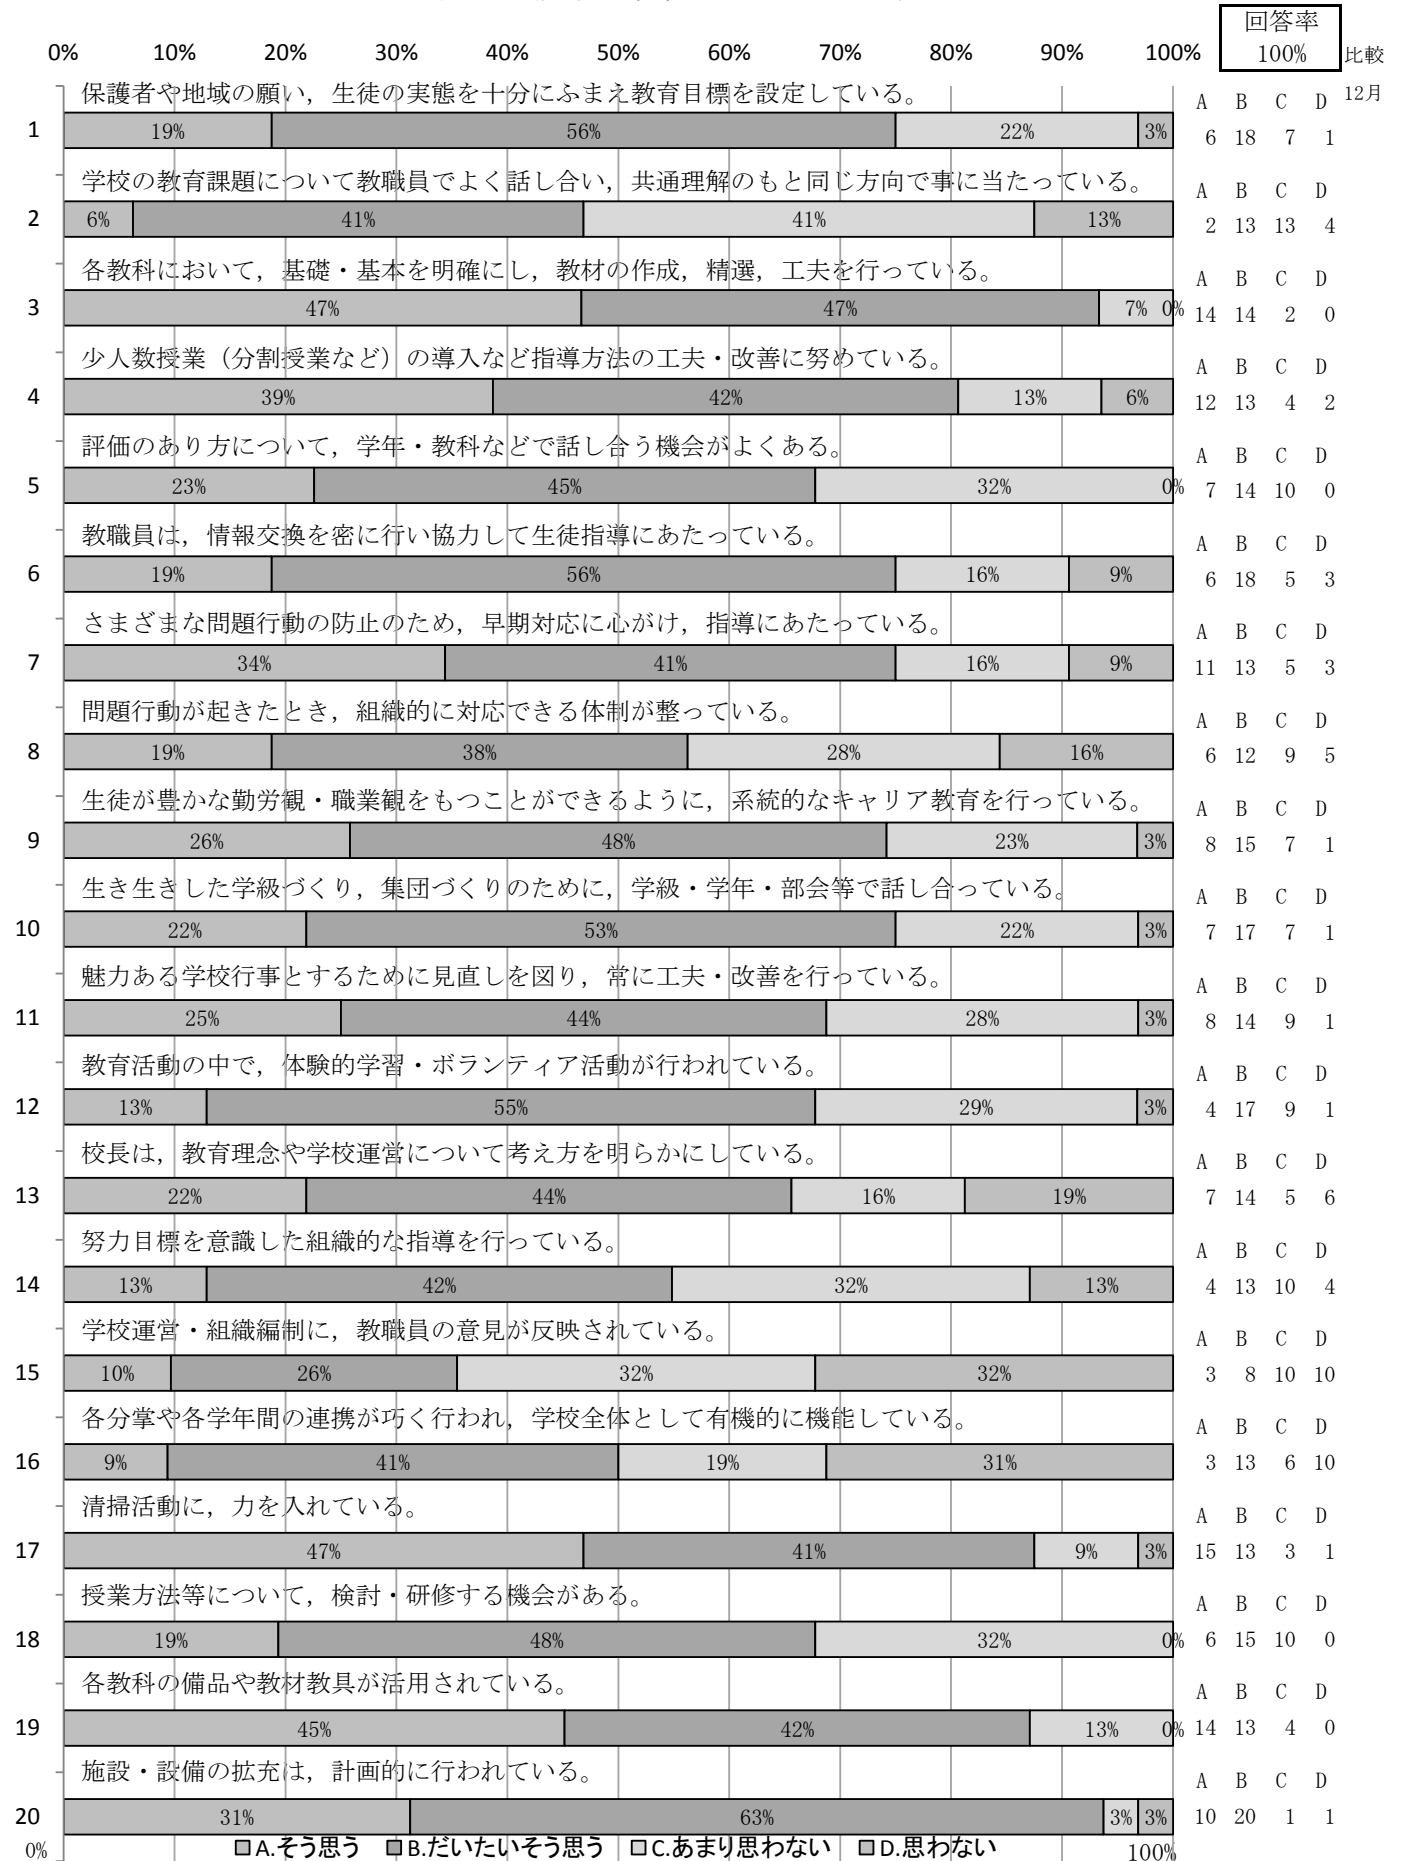 回答率
0% 10% 20% 30% 40% 50% 60% 70% 80% 90% 100% 100% 比較
12月
保護者や地域の願い，生徒の実態を十分にふまえ教育目標を設定している。
A B C D
1 19% 56% 22% 3% 6 18 7 1
学校の教育課題について教職員でよく話し合い，共通理解のもと同じ方向で事に当たっている。
A B C D
2 6% 41% 41% 13% 2 13 13 4
各教科において，基礎・基本を明確にし，教材の作成，精選，工夫を行っている。
A B C D
3 47% 47% 7% 0% 14 14 2 0
少人数授業（分割授業など）の導入など指導方法の工夫・改善に努めている。
A B C D
4 39% 42% 13% 6% 12 13 4 2
評価のあり方について，学年・教科などで話し合う機会がよくある。
A B C D
5 23% 45% 32% 0% 7 14 10 0
教職員は，情報交換を密に行い協力して生徒指導にあたっている。
A B C D
6 19% 56% 16% 9% 6 18 5 3
さまざまな問題行動の防止のため，早期対応に心がけ，指導にあたっている。
A B C D
7 34% 41% 16% 9% 11 13 5 3
問題行動が起きたとき，組織的に対応できる体制が整っている。
A B C D
8 19% 38% 28% 16% 6 12 9 5
生徒が豊かな勤労観・職業観をもつことができるように，系統的なキャリア教育を行っている。
A B C D
9 26% 48% 23% 3% 8 15 7 1
生き生きした学級づくり，集団づくりのために，学級・学年・部会等で話し合っている。
A B C D
10 22% 53% 22% 3% 7 17 7 1
魅力ある学校行事とするために見直しを図り，常に工夫・改善を行っている。
A B C D
11 25% 44% 28% 3% 8 14 9 1
教育活動の中で，体験的学習・ボランティア活動が行われている。
A B C D
12 13% 55% 29% 3% 4 17 9 1
校長は，教育理念や学校運営について考え方を明らかにしている。
A B C D
13 22% 44% 16% 19% 7 14 5 6
努力目標を意識した組織的な指導を行っている。
A B C D
14 13% 42% 32% 13% 4 13 10 4
学校運営・組織編制に，教職員の意見が反映されている。
A B C D
15 10% 26% 32% 32% 3 8 10 10
各分掌や各学年間の連携が巧く行われ，学校全体として有機的に機能している。
A B C D
16 9% 41% 19% 31% 3 13 6 10
清掃活動に，力を入れている。
A B C D
17 47% 41% 9% 3% 15 13 3 1
授業方法等について，検討・研修する機会がある。
A B C D
18 19% 48% 32% 0% 6 15 10 0
各教科の備品や教材教具が活用されている。
A B C D
19 45% 42% 13% 0% 14 13 4 0
施設・設備の拡充は，計画的に行われている。
A B C D
20 31% 63% 3% 3% 10 20 1 1
0% A.そう思う B.だいたいそう思う C.あまり思わない D.思わない 100%